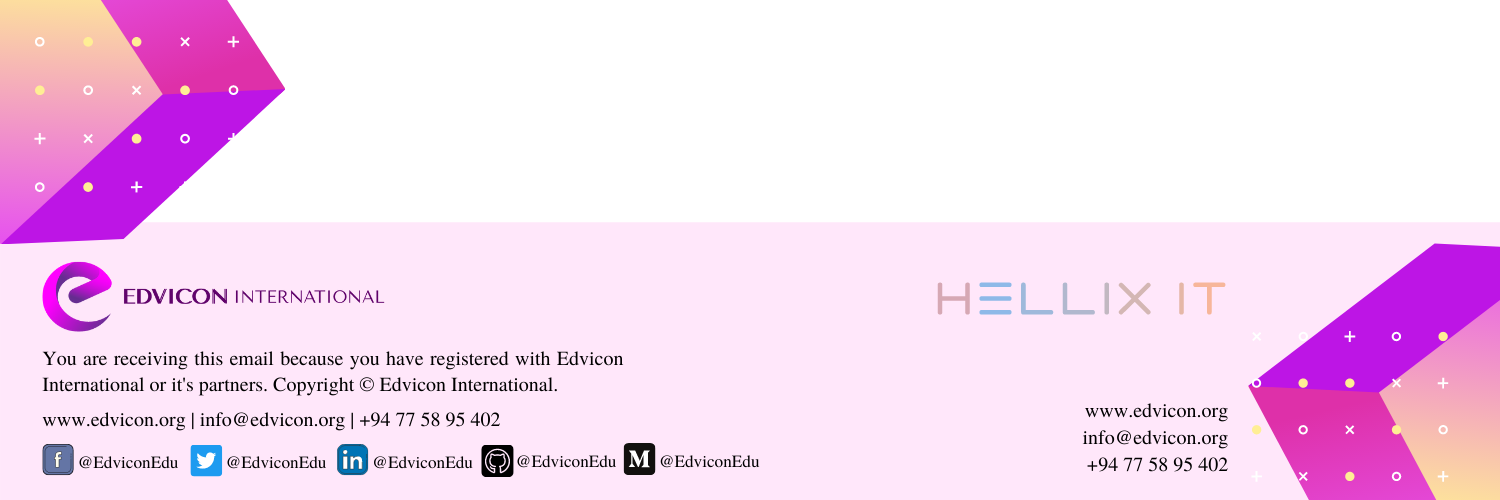 EDVICON INTERNATIONAL
HELLIX IT
You are receiving this email because you have registered with Edvicon
International or it's partners. Copyright © Edvicon International.
www.edvicon.org | info@edvicon.org | +94 77 58 95 402
@EdviconEdu @EdviconEdu @EdviconEdu @EdviconEdu @EdviconEdu
www.edvicon.org
info@edvicon.org
+94 77 58 95 402